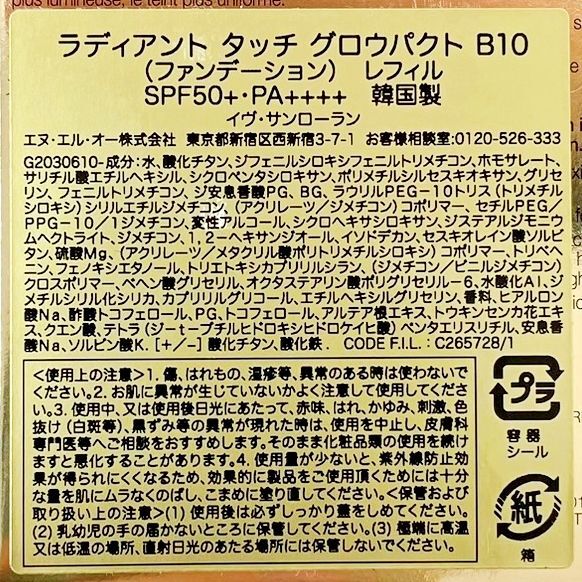 plus lumineuse, le teint plus uniforme.
ラディアント タッチ グロウパクト B10
（ファンデーション） レフィル
SPF50+・PA++++ 韓国製
イヴ・サンローラン
エヌ・エル・オー株式会社 東京都新宿区西新宿3-7-1 お客様相談室:0120-526-333
G2030610-成分：水、酸化チタン、ジフェニルシロキシフェニルトリメチコン、ホモサレート、
サリチル酸エチルヘキシル、シクロペンタシロキサン、ポリメチルシルセスキオキサン、グリセ
リン、フェニルトリメチコン、ジ安息香酸PG、BG、ラウリルPEG-10トリス（トリメチル
シロキシ）シリルエチルジメチコン、（アクリレーツ／ジメチコン）コポリマー、セチルPEG／
PPG-10／1ジメチコン、変性アルコール、シクロヘキサシロキサン、ジステアルジモニウ
ムヘクトライト、ジメチコン、1，2-ヘキサンジオール、イソドデカン、セスキオレイン酸ソルビ
タン、硫酸Mg、（アクリレーツ／メタクリル酸ポリトリメチルシロキシ）コポリマー、トリベヘ
ニン、フェノキシエタノール、トリエトキシカプリリルシラン、（ジメチコン／ビニルジメチコン）
クロスポリマー、ベヘン酸グリセリル、オクタステアリン酸ポリグリセリル-6、水酸化Al、ジ
メチルシリル化シリカ、カプリリルグリコール、エチルヘキシルグリセリン、香料、ヒアルロン
酸Na、酢酸トコフェロール、PG、トコフェロール、アルテア根エキス、トウキンセンカ花エキ
ス、クエン酸、テトラ（ジ-t-ブチルヒドロキシヒドロケイヒ酸）ペンタエリスリチル、安息香
酸Na、ソルビン酸K. [+/-] 酸化チタン、酸化鉄. CODE F.I.L. : C265728/1
＜使用上の注意＞1. 傷、はれもの、湿疹等、異常のある時は使わないで
ください。2. お肌に異常が生じていないかよく注意して使用してくださ
い。3. 使用中、又は使用後日光にあたって、赤味、はれ、かゆみ、刺激、色
抜け（白斑等）、黒ずみ等の異常が現れた時は、使用を中止し、皮膚科
専門医等へご相談をおすすめします。そのまま化粧品類の使用を続け
ますと悪化することがあります。4. 使用量が少ないと、紫外線防止効
果が得られにくくなるため、効果的に製品をご使用頂くためには十分
な量を肌にムラなくのばし、こまめに塗り直してください。＜保管および
取り扱い上の注意＞(1) 使用後は必ずしっかり蓋をしめてください。
(2) 乳幼児の手の届かないところに保管してください。(3) 極端に高温
又は低温の場所、直射日光のあたる場所には保管しないでください。
プラ
容器
シール
紙
箱